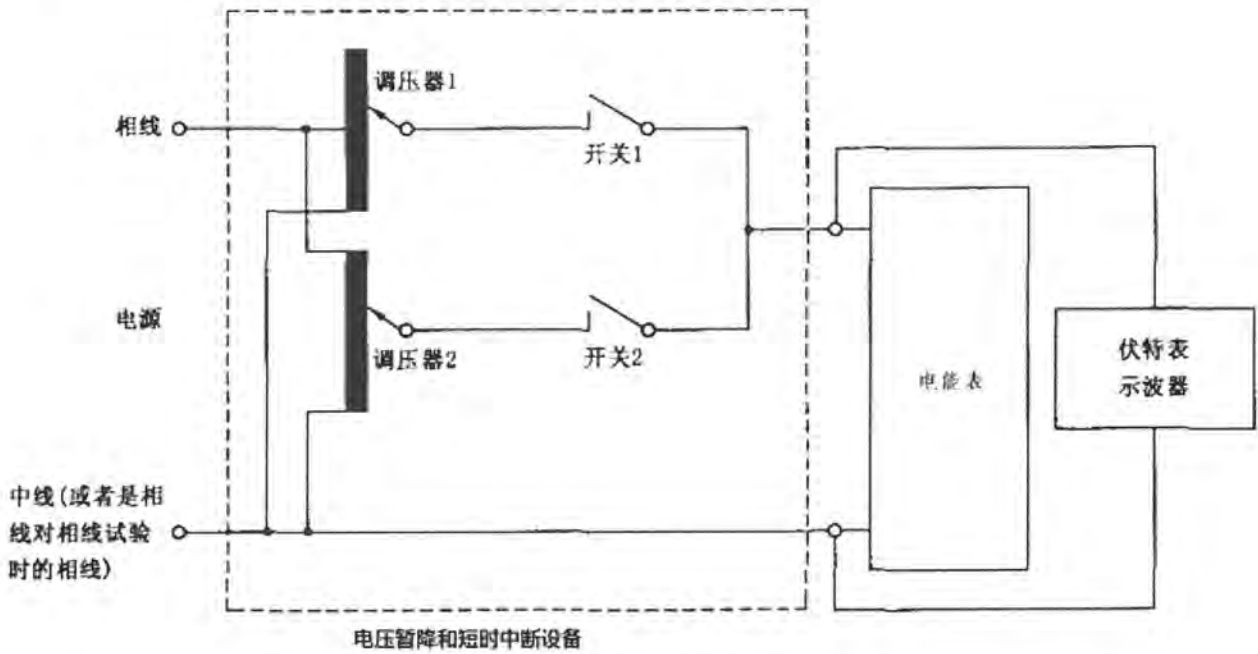 调压器1
相线
开关1
电源
调压器2
开关2
电能表
伏特表
示波器
中线(或者是相
线对相线试验
时的相线)
电压暂降和短时中断设备